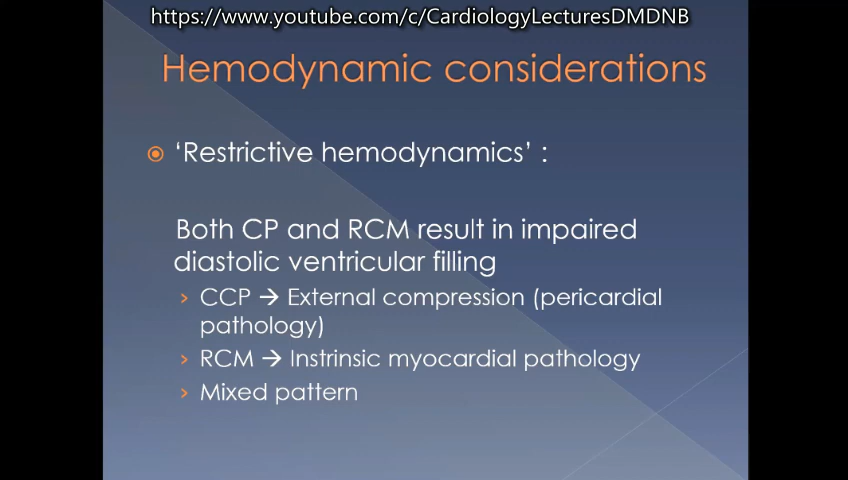 https://www.youtube.com/c/CardiologyLecturesDMDNB
Hemodynamic considerations
‘Restrictive hemodynamics’ :
Both CP and RCM result in impaired
diastolic ventricular filling
› CCP → External compression (pericardial
pathology)
› RCM → Instrinsic myocardial pathology
› Mixed pattern